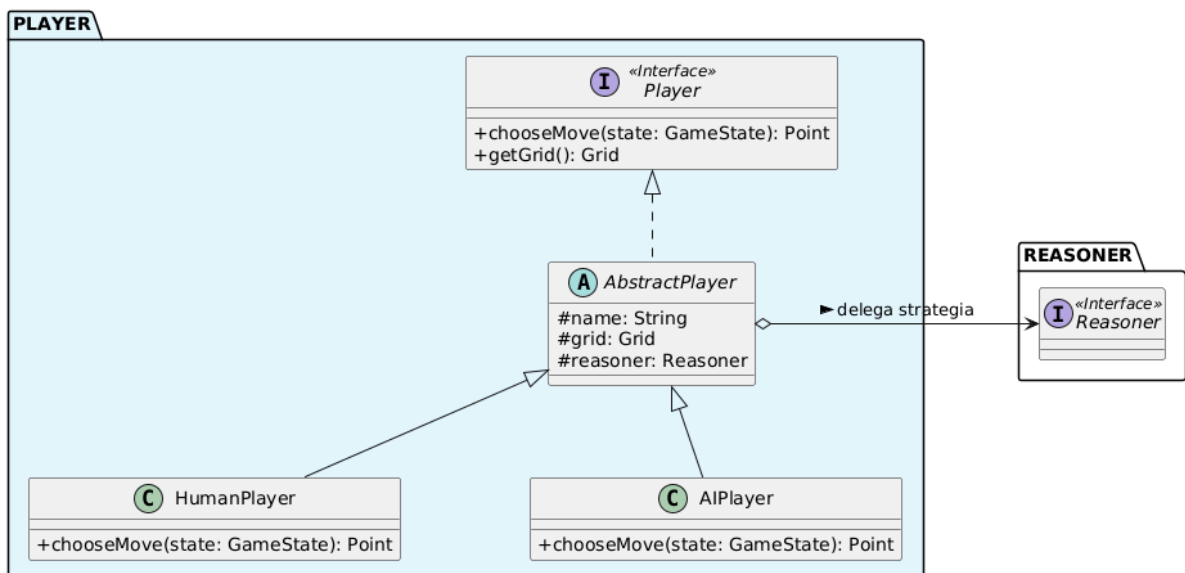 PLAYER
I
«Interface»
Player
+chooseMove(state: GameState): Point
+getGrid(): Grid
A AbstractPlayer
#name: String
#grid: Grid
#reasoner: Reasoner
► delega strategia
REASONER
I
«Interface»
Reasoner
C HumanPlayer
+chooseMove(state: GameState): Point
C AIPlayer
+chooseMove(state: GameState): Point